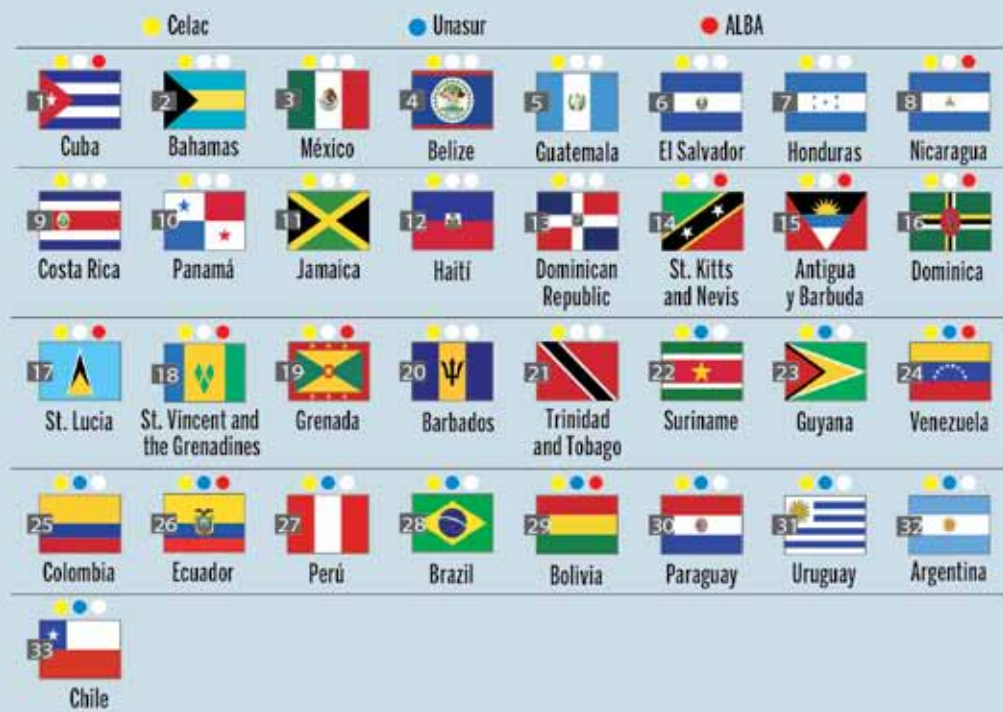 Celac Unasur ALBA
1 2 3 4 5 6 7 8
Cuba Bahamas México Belize Guatemala El Salvador Honduras Nicaragua
9 10 11 12 13 14 15 16
Costa Rica Panamá Jamaica Haití Dominican Republic St. Kitts and Nevis Antigua y Barbuda Dominica
17 18 19 20 21 22 23 24
St. Lucia St. Vincent and the Grenadines Grenada Barbados Trinidad and Tobago Suriname Guyana Venezuela
25 26 27 28 29 30 31 32
Colombia Ecuador Perú Brazil Bolivia Paraguay Uruguay Argentina
33
Chile